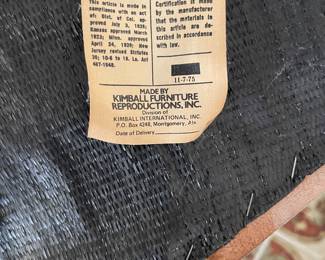 This article is made in
compliance with an act
of: Dist. of Col. ap-
proved July 3, 1926;
Kansas approved March
1923; Minn. approved
April 24, 1929; New
Jersey revised Statutes
26; 10-6 to 18. La. Act
467-1948.
Certification is made
by the manufacturer
that the materials in
this article are de-
scribed in accordance
with law.
11-7-75
MADE BY
KIMBALL FURNITURE
REPRODUCTIONS, INC.
Division of
KIMBALL INTERNATIONAL, INC.
P.O. Box 4248, Montgomery, Ala
Date of Delivery